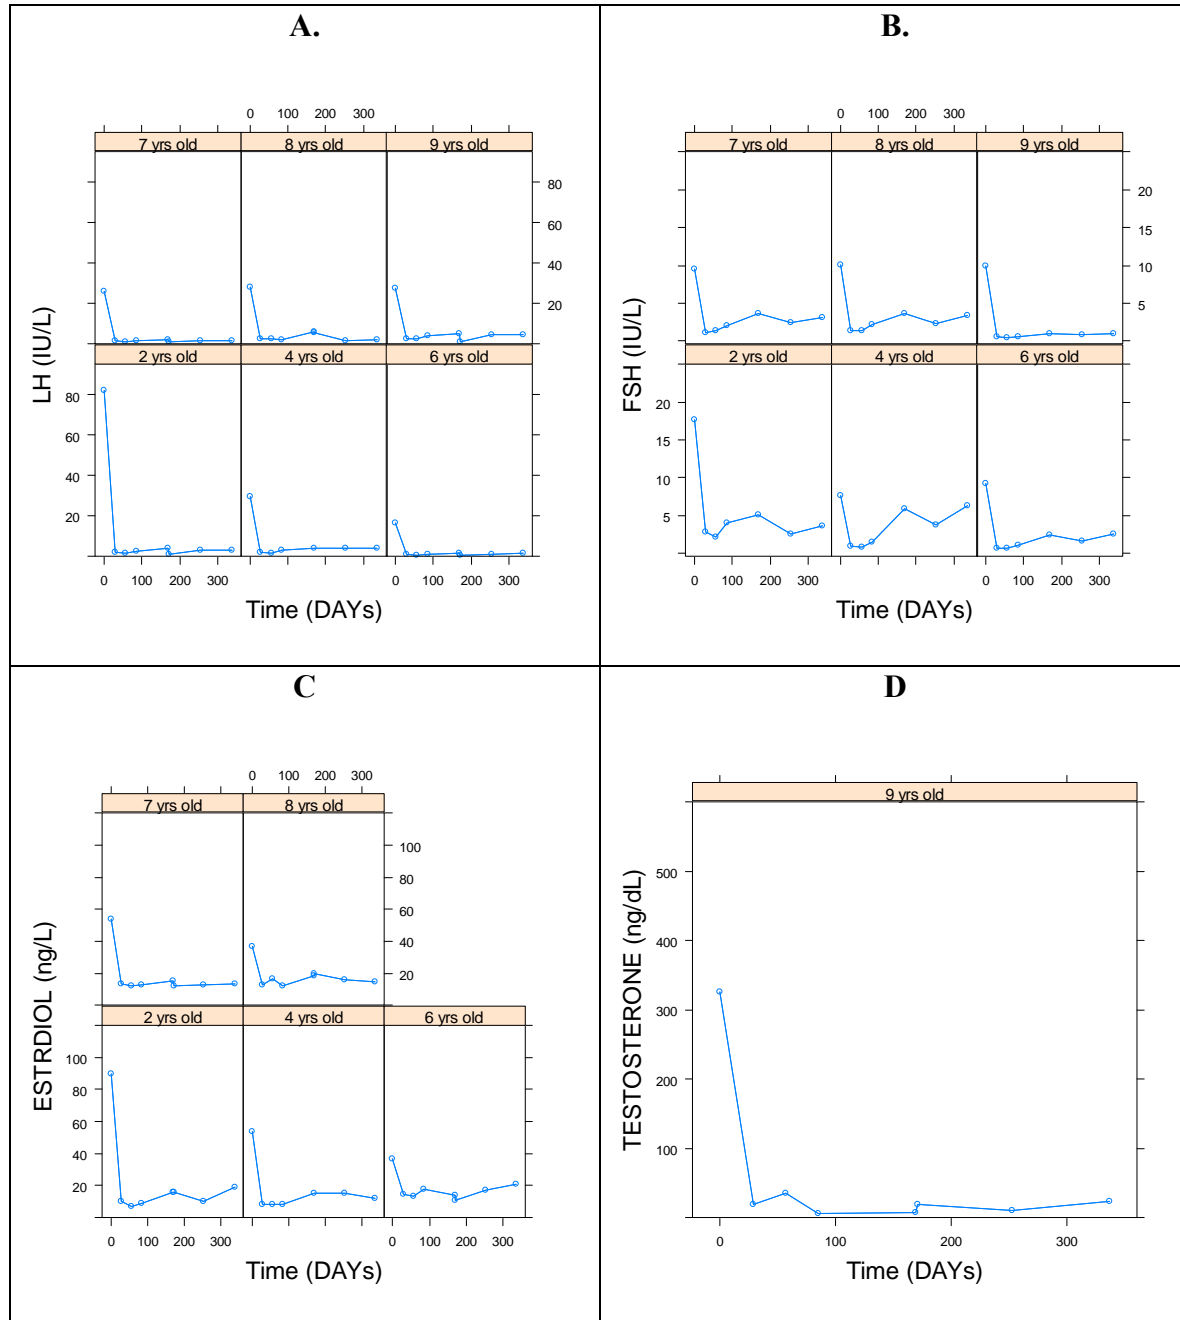 A.
0 100 200 300
7 yrs old 8 yrs old 9 yrs old
80
60
40
20
LH (IU/L)
2 yrs old 4 yrs old 6 yrs old
80
60
40
20
0 100 200 300
0 100 200 300
Time (DAYs)
B.
0 100 200 300
7 yrs old 8 yrs old 9 yrs old
20
15
10
5
FSH (IU/L)
2 yrs old 4 yrs old 6 yrs old
20
15
10
5
0 100 200 300
0 100 200 300
Time (DAYs)
C
0 100 200 300
7 yrs old 8 yrs old
100
80
60
40
20
ESTRDIOL (ng/L)
2 yrs old 4 yrs old 6 yrs old
100
80
60
40
20
0 100 200 300
0 100 200 300
Time (DAYs)
D
9 yrs old
TESTOSTERONE (ng/dL)
500
400
300
200
100
0 100 200 300
Time (DAYs)